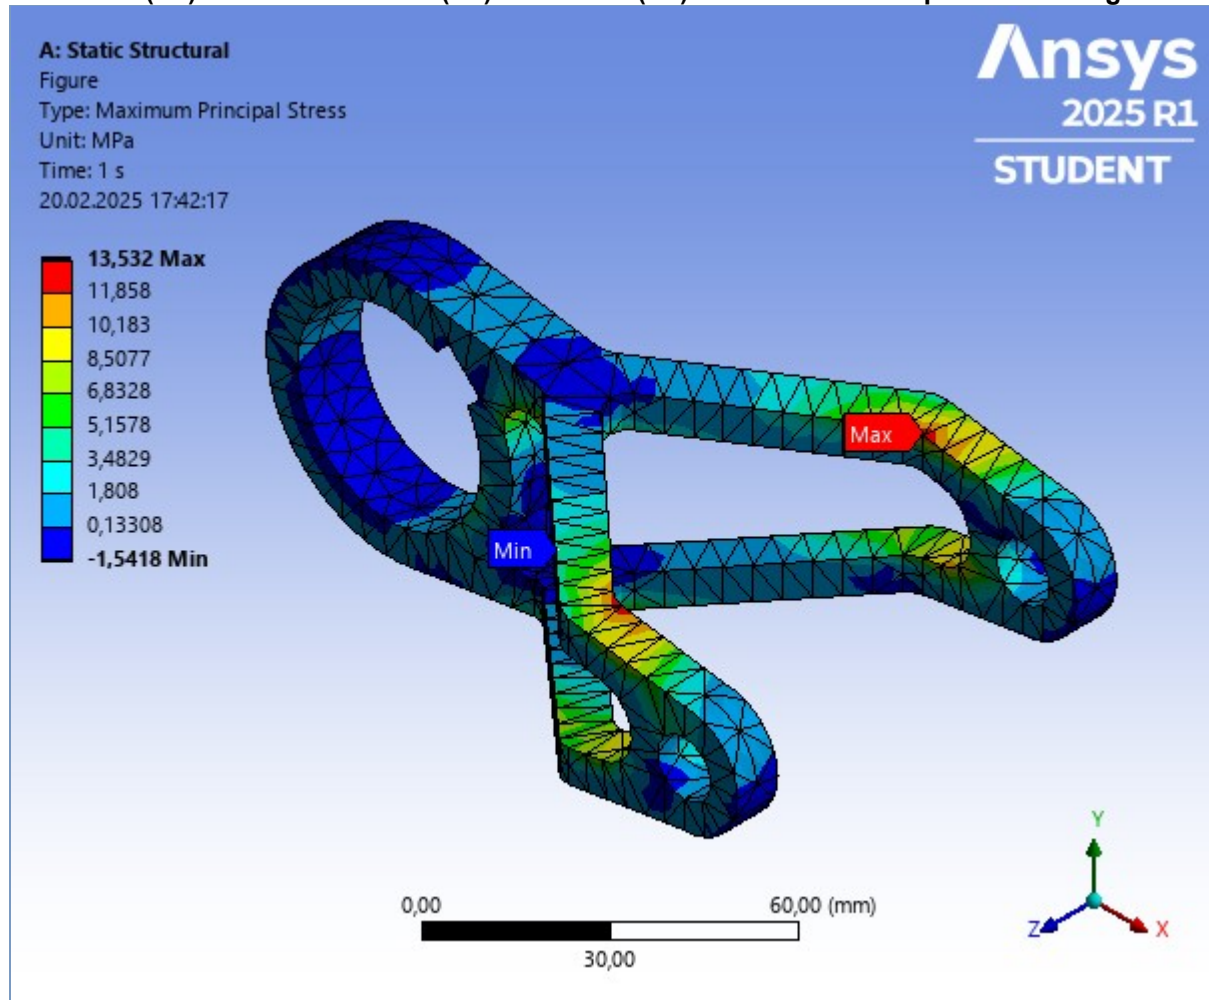 A: Static Structural
Figure
Type: Maximum Principal Stress
Unit: MPa
Time: 1 s
20.02.2025 17:42:17
Ansys
2025 R1
STUDENT
13,532 Max
11,858
10,183
8,5077
6,8328
5,1578
3,4829
1,808
0,13308
-1,5418 Min
Max
Min
0,00
60,00 (mm)
30,00
Y
Z
X